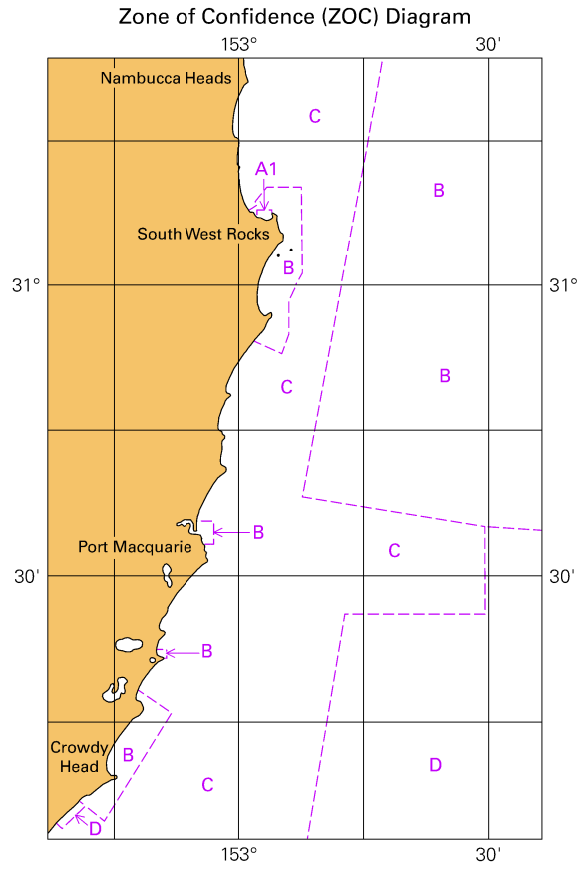 Zone of Confidence (ZOC) Diagram
153° 30'
Nambucca Heads
C
A1
B
South West Rocks
B
31° 31°
B
C
B
Port Macquarie
C
30' 30'
B
Crowdy
Head
B
D
C
D
153° 30'